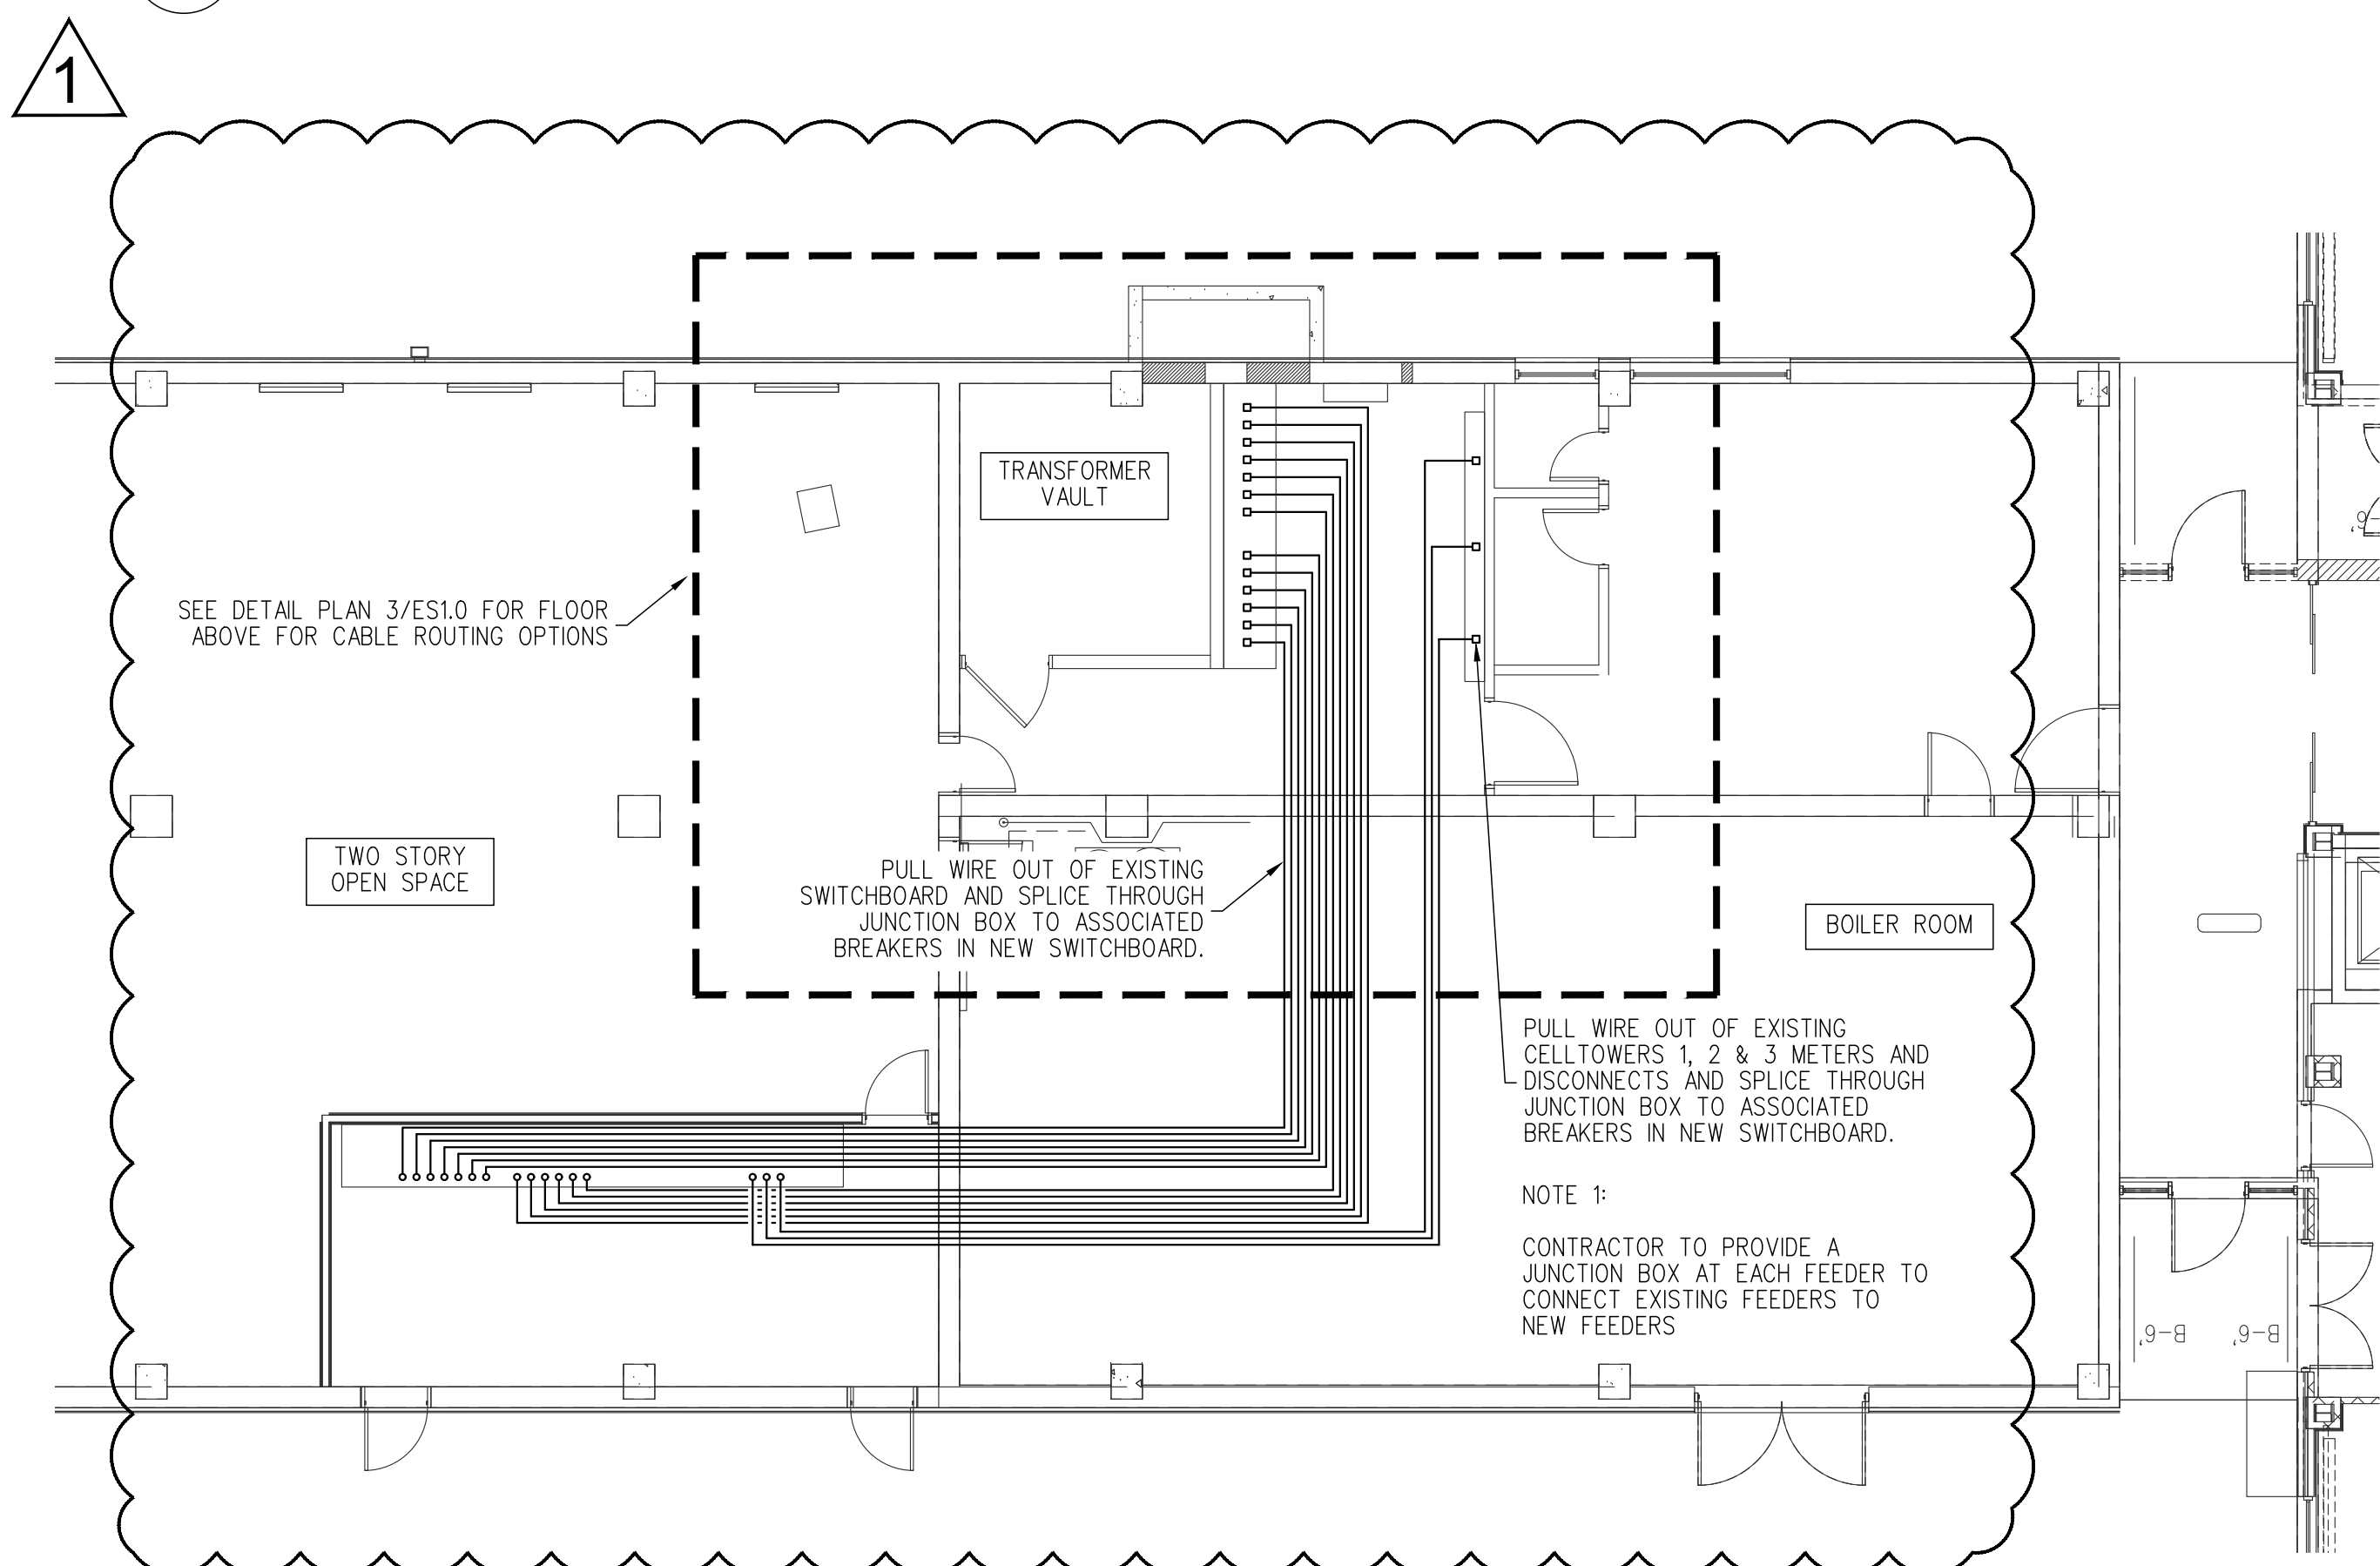 1
TRANSFORMER
VAULT
SEE DETAIL PLAN 3/ES1.0 FOR FLOOR
ABOVE FOR CABLE ROUTING OPTIONS
TWO STORY
OPEN SPACE
PULL WIRE OUT OF EXISTING
SWITCHBOARD AND SPLICE THROUGH
JUNCTION BOX TO ASSOCIATED
BREAKERS IN NEW SWITCHBOARD.
BOILER ROOM
PULL WIRE OUT OF EXISTING
CELLTOWERS 1, 2 & 3 METERS AND
DISCONNECTS AND SPLICE THROUGH
JUNCTION BOX TO ASSOCIATED
BREAKERS IN NEW SWITCHBOARD.
NOTE 1:
CONTRACTOR TO PROVIDE A
JUNCTION BOX AT EACH FEEDER TO
CONNECT EXISTING FEEDERS TO
NEW FEEDERS
B-6'
B-6'